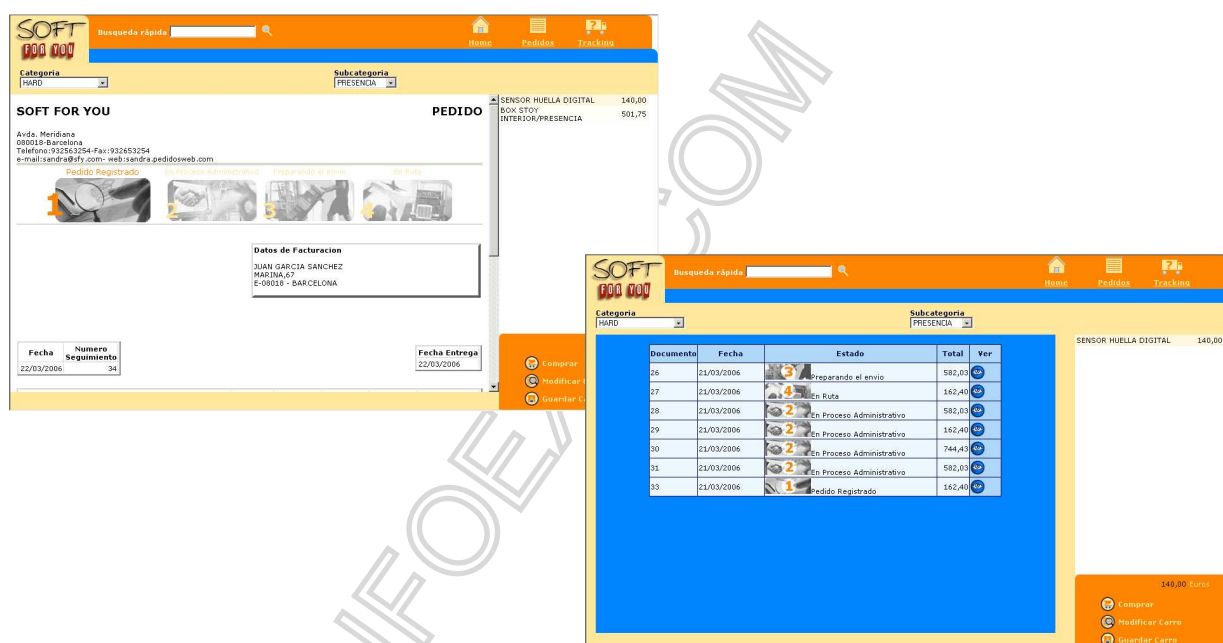 SOFT
FOR YOU
Busqueda rápida
Home
Pedidos
Tracking
Categoria
HARD
Subcategoria
PRESENCIA
SOFT FOR YOU
PEDIDO
Avda. Meridiana
080018-Barcelona
Telefono:932563254-Fax:932653254
e-mail:sandra@sfy.com- web:sandra.pedidosweb.com
Pedido Registrado
En Proceso Administrativo
Preparando el envio
En Ruta
1
2
3
4
Datos de Facturacion
JUAN GARCIA SANCHEZ
MARINA,67
E-08018 - BARCELONA
Fecha
Numero Seguimiento
Fecha Entrega
22/03/2006
34
22/03/2006
SENSOR HUELLA DIGITAL 140,00
BOX STOY
INTERIOR/PRESENCIA 501,75
Comprar
Modificar
Guardar C
SOFT
FOR YOU
Busqueda rápida
Home
Pedidos
Tracking
Categoria
HARD
Subcategoria
PRESENCIA
Documento Fecha Estado Total Ver
26 21/03/2006 3 Preparando el envio 582,03
27 21/03/2006 4 En Ruta 162,40
28 21/03/2006 2 En Proceso Administrativo 582,03
29 21/03/2006 2 En Proceso Administrativo 162,40
30 21/03/2006 2 En Proceso Administrativo 744,43
31 21/03/2006 2 En Proceso Administrativo 582,03
33 21/03/2006 1 Pedido Registrado 162,40
SENSOR HUELLA DIGITAL 140,00
140,00 Euros
Comprar
Modificar Carro
Guardar Carro